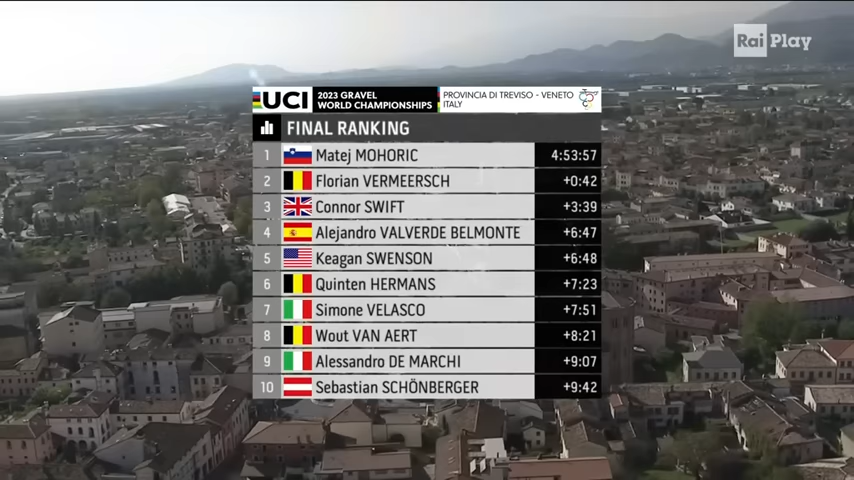 Rai Play
UCI 2023 GRAVEL WORLD CHAMPIONSHIPS PROVINCIA DI TREVISO - VENETO ITALY
FINAL RANKING
1 Matej MOHORIC 4:53:57
2 Florian VERMEERSCH +0:42
3 Connor SWIFT +3:39
4 Alejandro VALVERDE BELMONTE +6:47
5 Keagan SWENSON +6:48
6 Quinten HERMANS +7:23
7 Simone VELASCO +7:51
8 Wout VAN AERT +8:21
9 Alessandro DE MARCHI +9:07
10 Sebastian SCHÖNBERGER +9:42